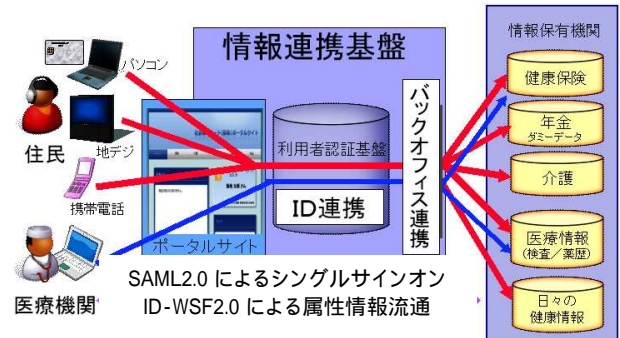 情報連携基盤
パソコン
住民
地デジ
携帯電話
医療機関
ポータルサイト
利用者認証基盤
ID連携
バックオフィス連携
SAML2.0 によるシングルサインオン
ID-WSF2.0 による属性情報流通
情報保有機関
健康保険
年金
ダミーデータ
介護
医療情報
(検査/薬歴)
日々の
健康情報